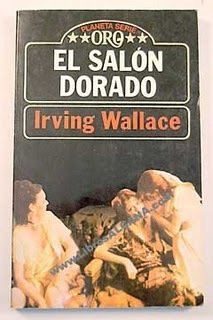 PLANETA SERIE
ORO
EL SALÓN
DORADO
Irving Wallace